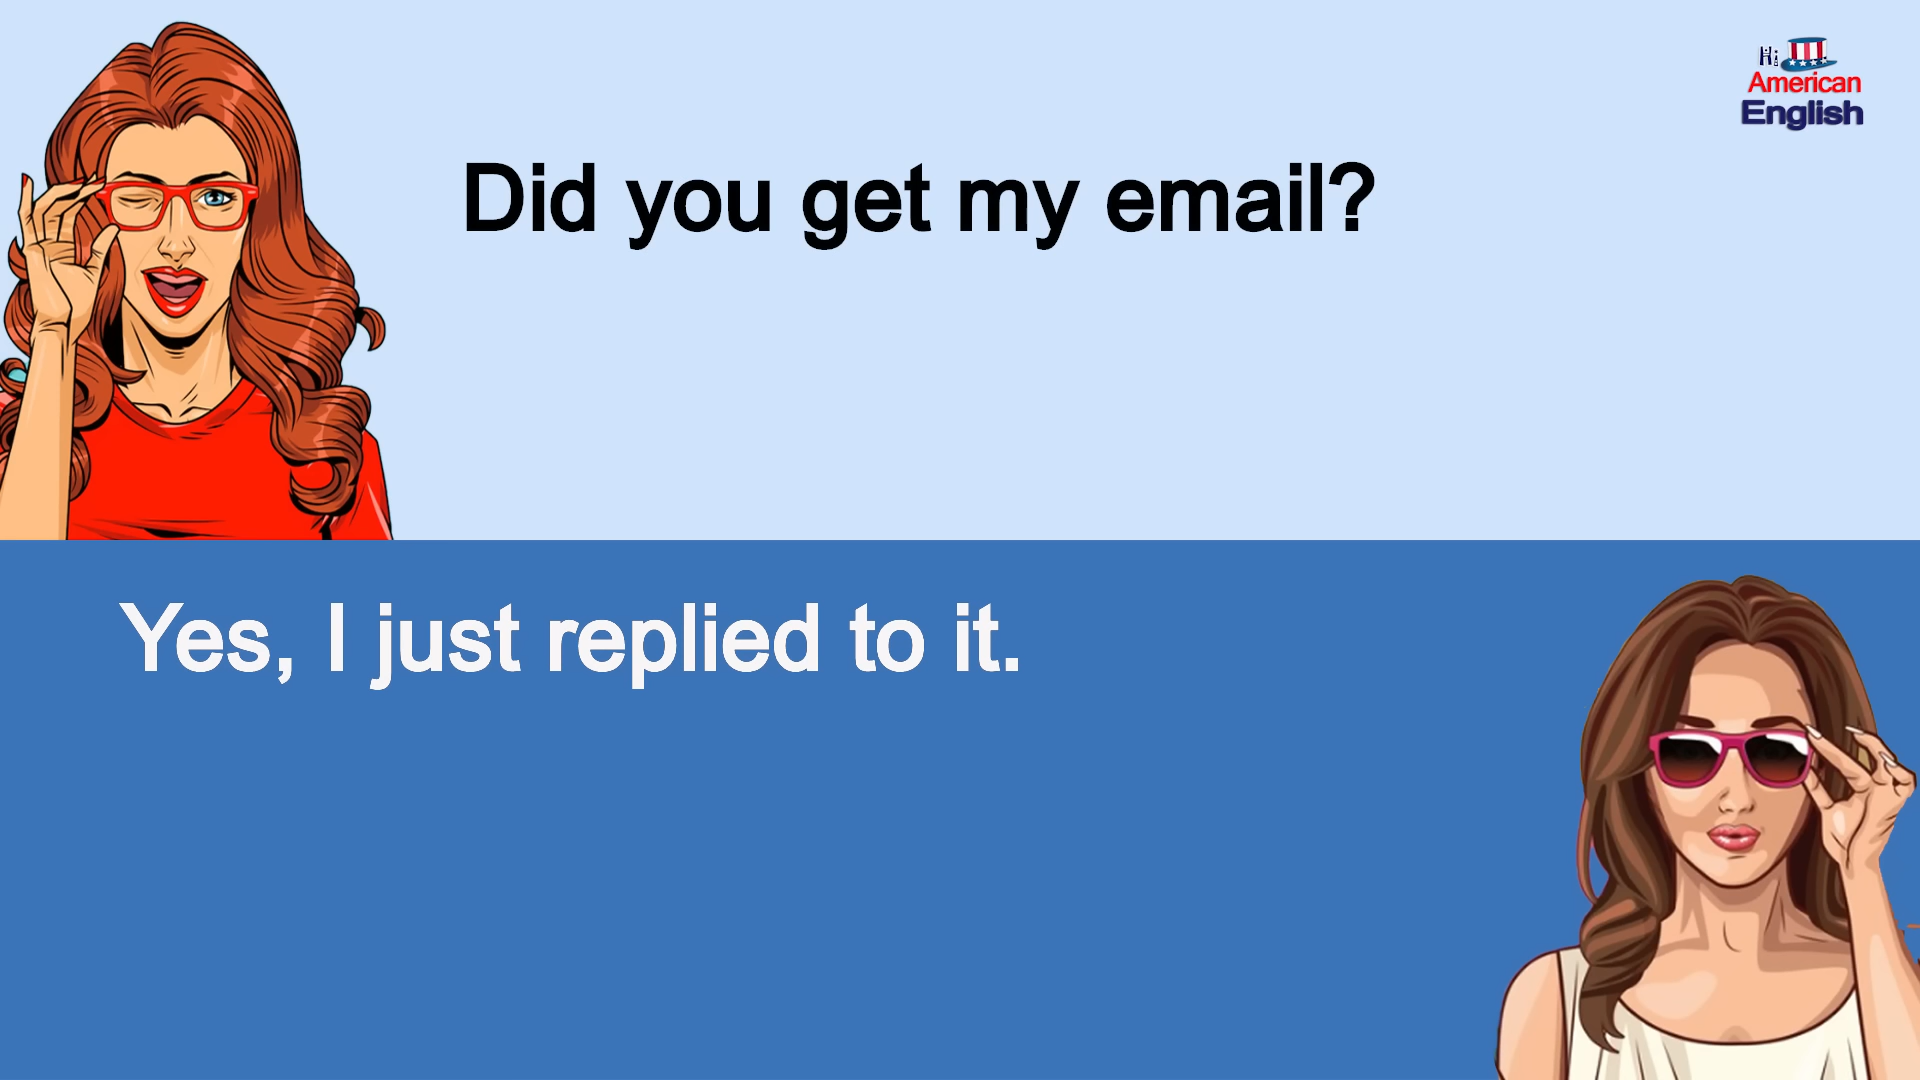 Hi
American
English
Did you get my email?
Yes, I just replied to it.